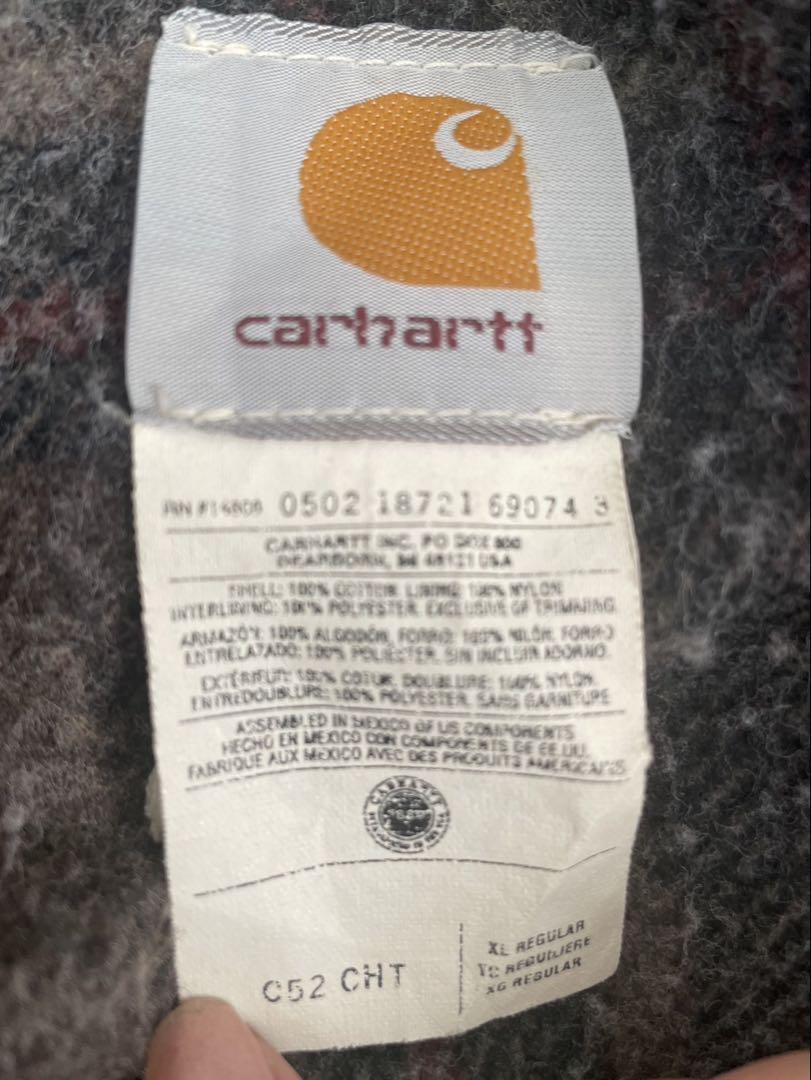 carhartt
RN #14806 0502 18721 69074 3
CARHARTT INC. PO BOX 600
DEARBORN, MI 48121 USA
SHELL: 100% COTTON LINING: 100% NYLON
INTERLINING: 100% POLYESTER. EXCLUSIVE OF TRIMMING.
ARMAZÓN: 100% ALGODÓN, FORRO: 100% NILÓN, FORRO
ENTRELAZADO: 100% POLIESTER, SIN INCLUIR ADORNO.
EXTÉRIEUR: 100% COTON, DOUBLURE: 100% NYLON.
ENTREDOUBLURE: 100% POLYESTER, SANS GARNITURE
ASSEMBLED IN MEXICO OF US COMPONENTS
HECHO EN MEXICO CON COMPONENTS DE EE.UU.
FABRIQUE AUX MEXICO AVEC DES PRODUITS AMERICAINS
CARHARTT
C52 CHT
XL REGULAR
REGULIERE
XG REGULAR